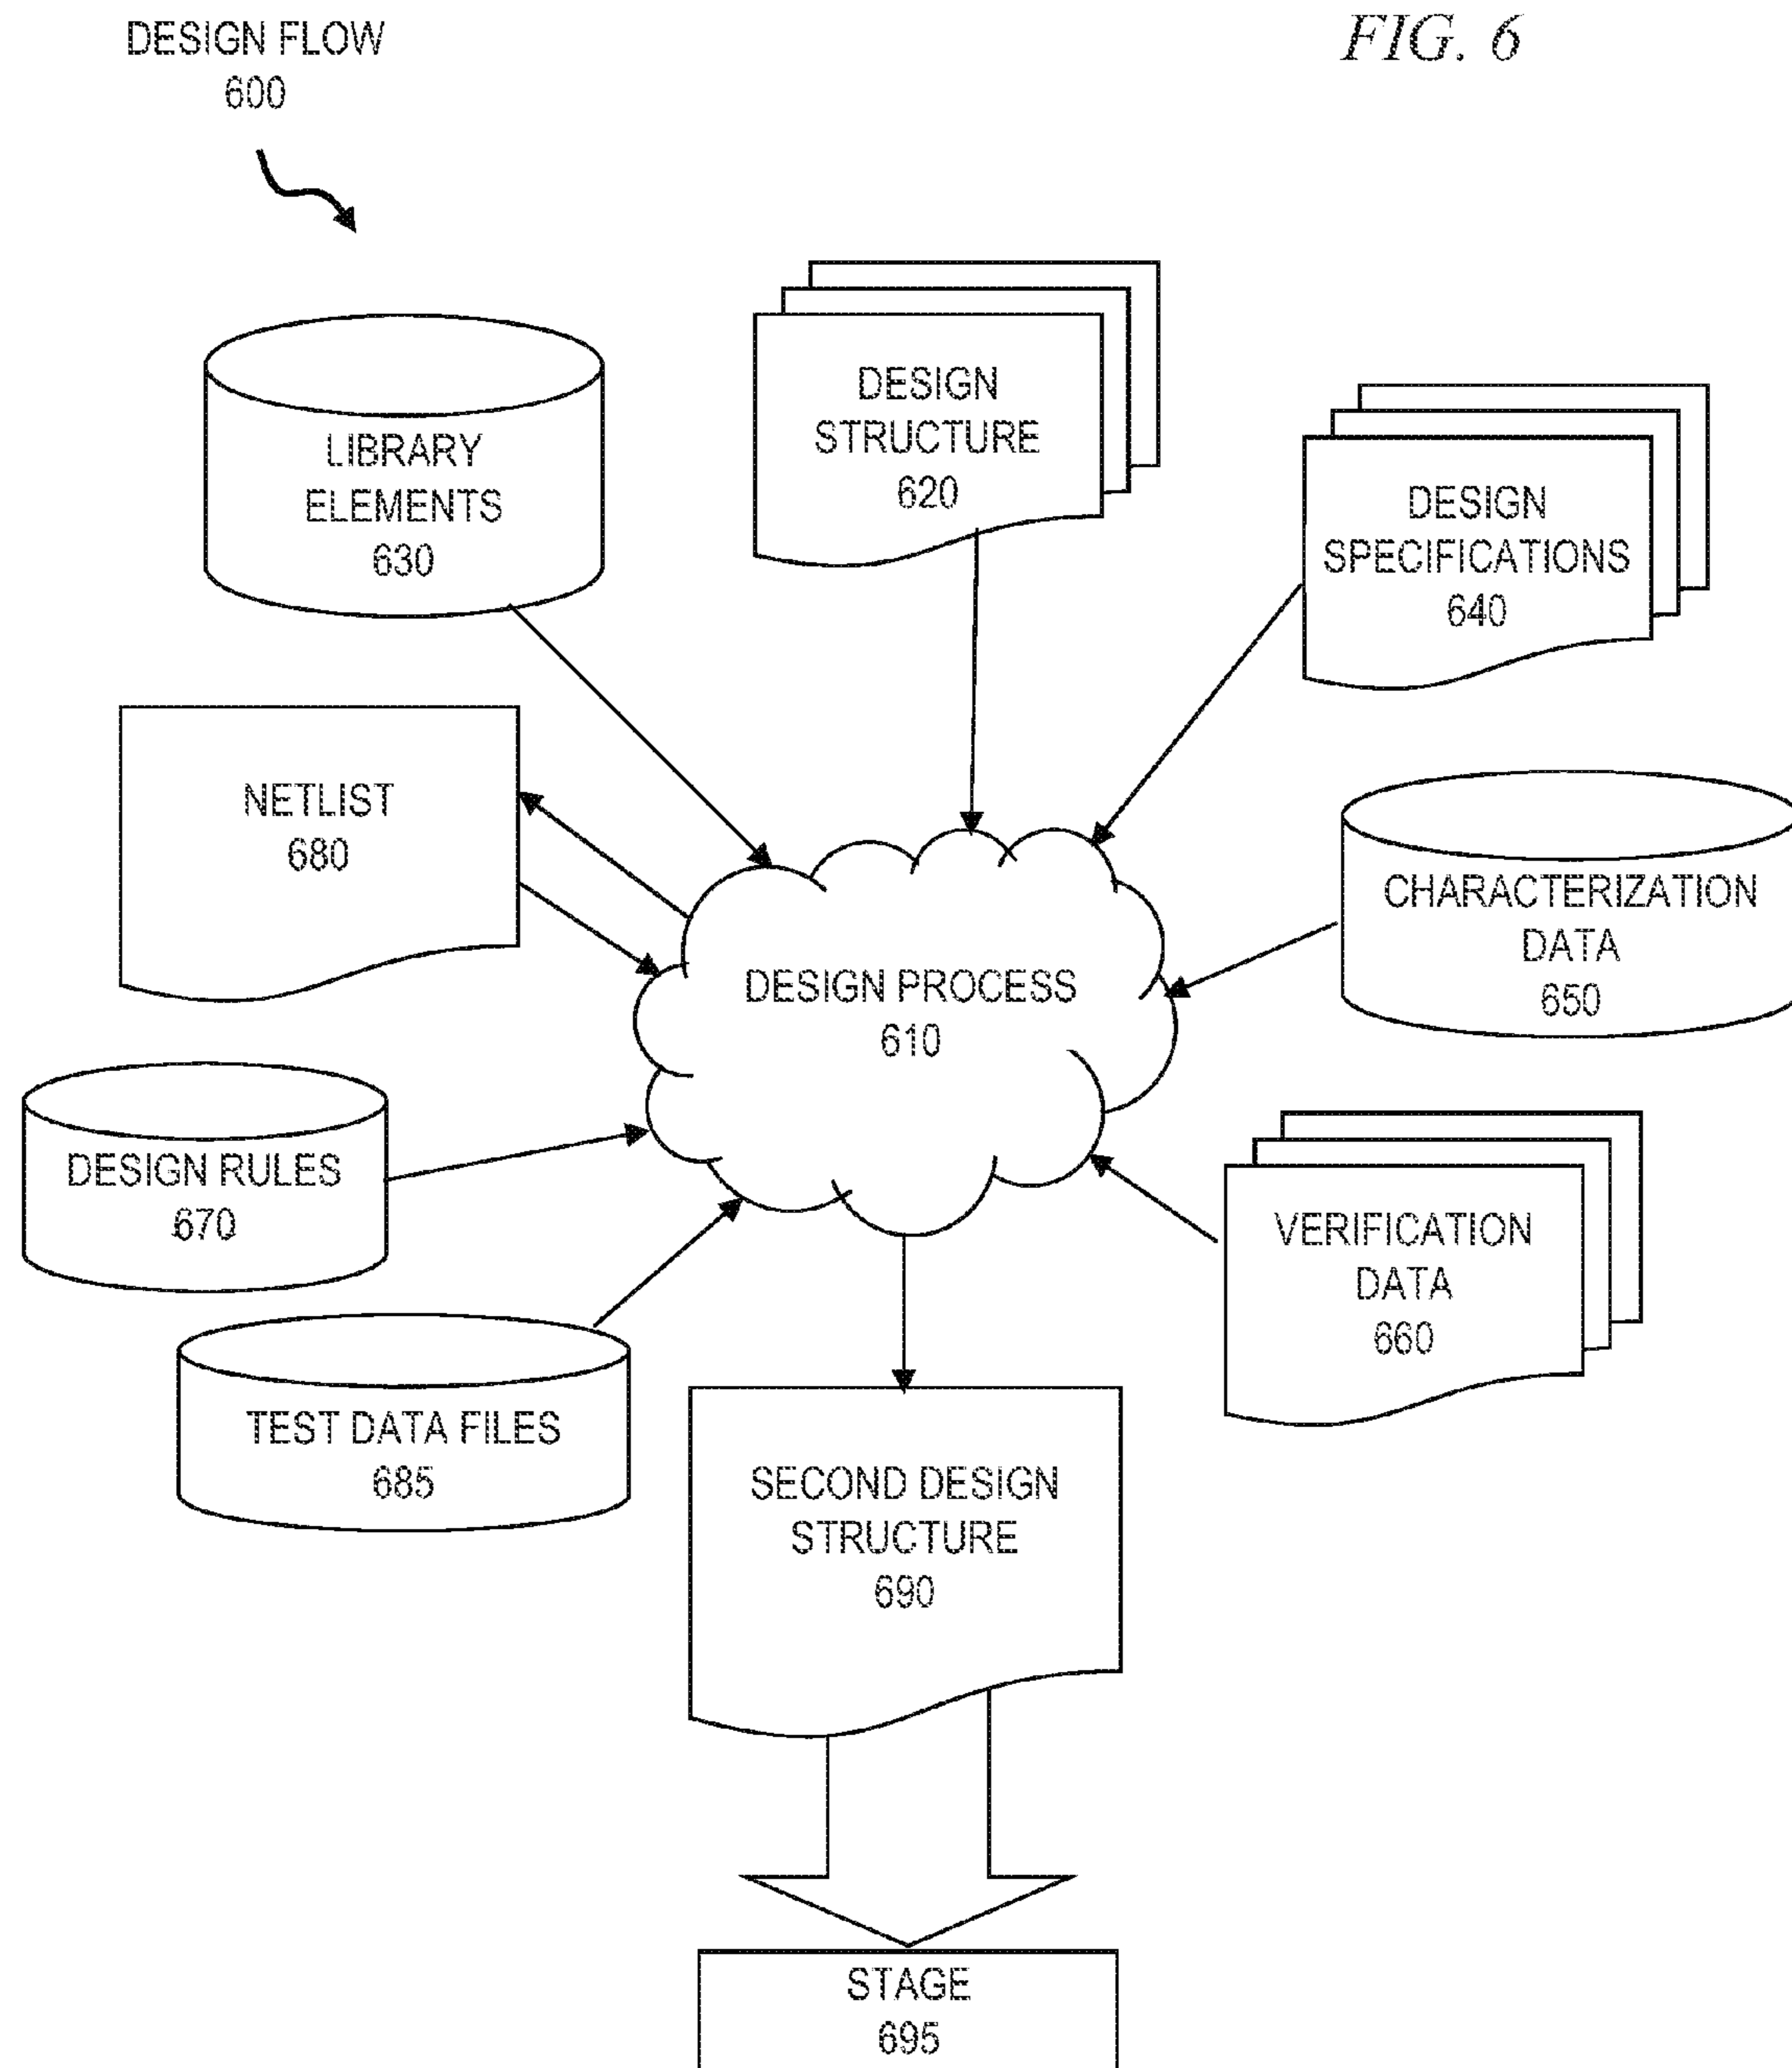 DESIGN FLOW
600
FIG. 6
LIBRARY
ELEMENTS
630
DESIGN
STRUCTURE
620
DESIGN
SPECIFICATIONS
640
NETLIST
680
CHARACTERIZATION
DATA
650
DESIGN PROCESS
610
DESIGN RULES
670
VERIFICATION
DATA
660
TEST DATA FILES
685
SECOND DESIGN
STRUCTURE
690
STAGE
695